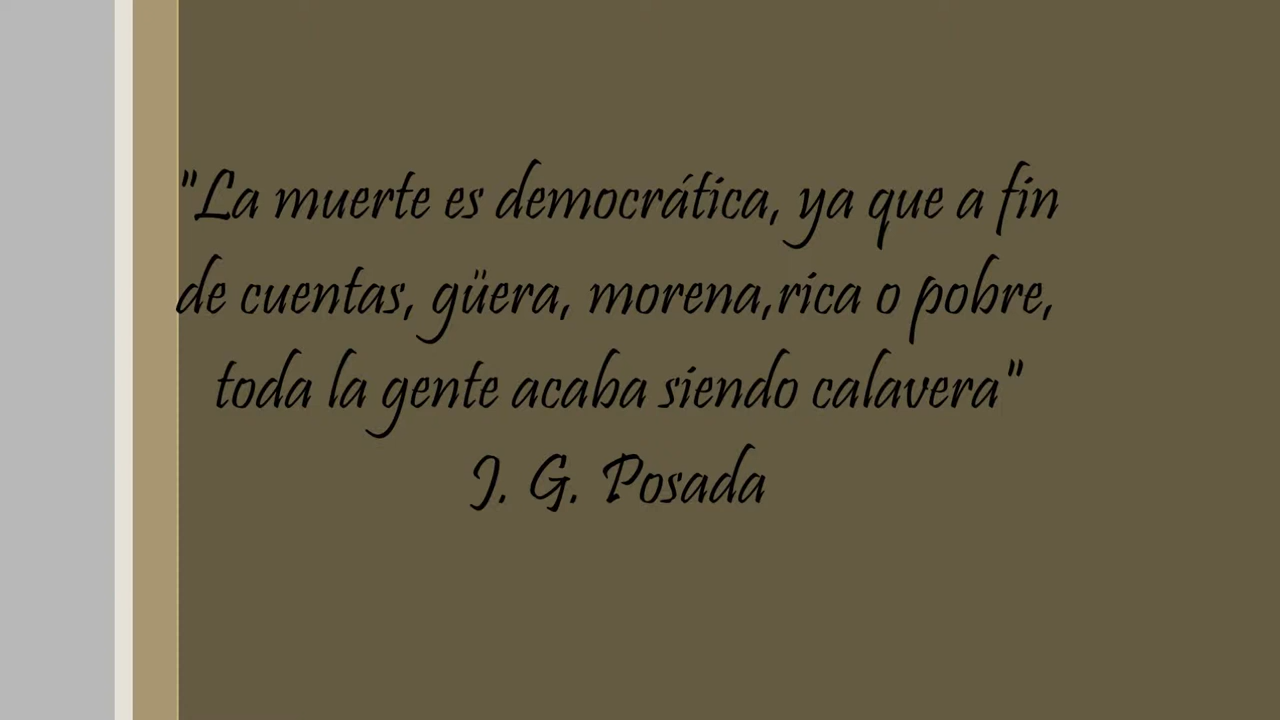 "La muerte es democrática, ya que a fin
de cuentas, güera, morena,rica o pobre,
toda la gente acaba siendo calavera"
J. G. Posada